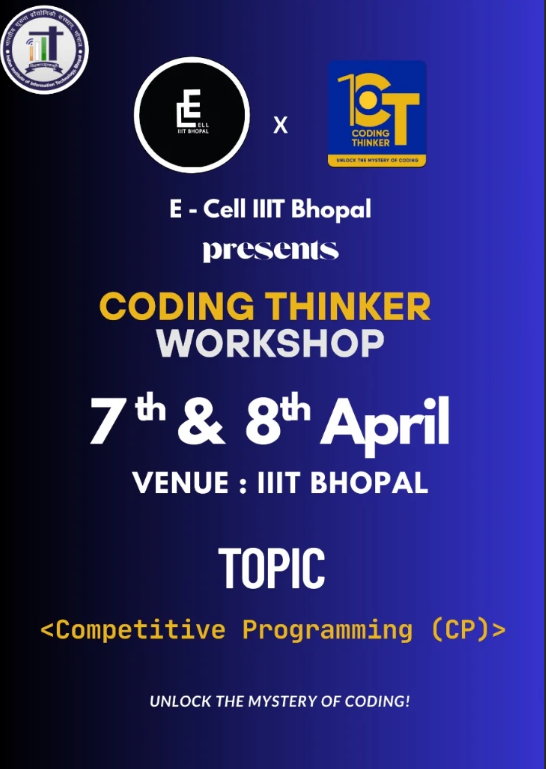 E ELL
IIIT BHOPAL
X
CT
CODING
THINKER
UNLOCK THE MYSTERY OF CODING
E - Cell IIIT Bhopal
presents
CODING THINKER
WORKSHOP
7th & 8th April
VENUE : IIIT BHOPAL
TOPIC
<Competitive Programming (CP)>
UNLOCK THE MYSTERY OF CODING!